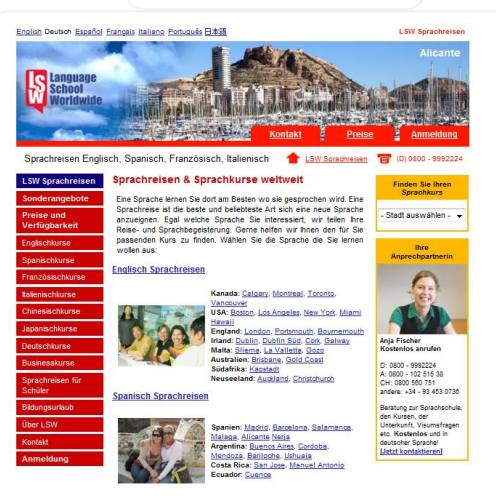 English Deutsch Español Français Italiano Português 日本語
LSW Sprachreisen
Alicante
LSW
Language
School
Worldwide
Kontakt Preise Anmeldung
Sprachreisen Englisch, Spanisch, Französisch, Italienisch
LSW Sprachreisen
(D) 0800 - 9992224
LSW Sprachreisen
Sonderangebote
Preise und
Verfügbarkeit
Englischkurse
Spanischkurse
Französischkurse
Italienischkurse
Chinesischkurse
Japanischkurse
Deutschkurse
Businesskurse
Sprachreisen für
Schüler
Bildungsurlaub
Über LSW
Kontakt
Anmeldung
Sprachreisen & Sprachkurse weltweit
Eine Sprache lernen Sie dort am Besten wo sie gesprochen wird. Eine
Sprachreise ist die beste und beliebteste Art sich eine neue Sprache
anzueignen. Egal welche Sprache Sie interessiert, wir teilen Ihre
Reise- und Sprachbegeisterung. Gerne helfen wir Ihnen den für Sie
passenden Kurs zu finden. Wählen Sie die Sprache die Sie lernen
wollen aus:
Englisch Sprachreisen
Kanada: Calgary, Montreal, Toronto,
Vancouver
USA: Boston, Los Angeles, New York, Miami
Hawaii
England: London, Portsmouth, Bournemouth
Irland: Dublin, Dublin Süd, Cork, Galway
Malta: Sliema, La Valletta, Gozo
Australien: Brisbane, Gold Coast
Südafrika: Kapstadt
Neuseeland: Auckland, Christchurch
Spanisch Sprachreisen
Spanien: Madrid, Barcelona, Salamanca,
Malaga, Alicante Nerja
Argentina: Buenos Aires, Cordoba,
Mendoza, Bariloche, Ushuaia
Costa Rica: San Jose, Manuel Antonio
Ecuador: Cuenca
Finden Sie Ihren
Sprachkurs
- Stadt auswählen -
Ihre
Anprechpartnerin
Anja Fischer
Kostenlos anrufen
D: 0800 - 9992224
A: 0800 - 102 515 38
CH: 0800 560 751
andere: +34 - 93 453 0736
Beratung zur Sprachschule,
den Kursen, der
Unterkunft, Visumsfragen
etc. Kostenlos und in
deutscher Sprache!
[Jetzt kontaktieren]